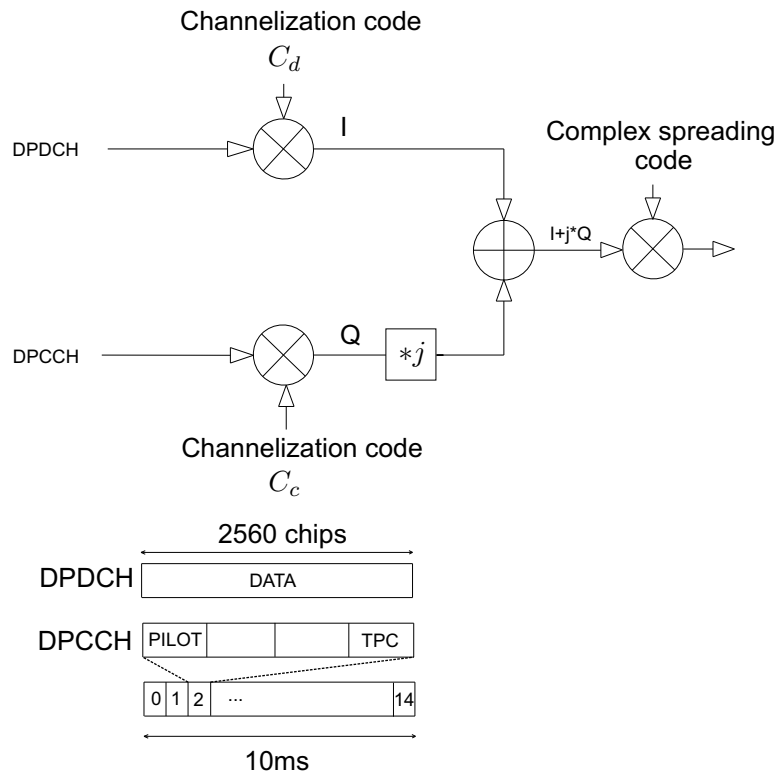 Channelization code
C_d
I
DPDCH
Complex spreading
code
I+j*Q
DPCCH
Q
*j
Channelization code
C_c
2560 chips
DPDCH
DATA
DPCCH
PILOT
TPC
0 1 2 ... 14
10ms